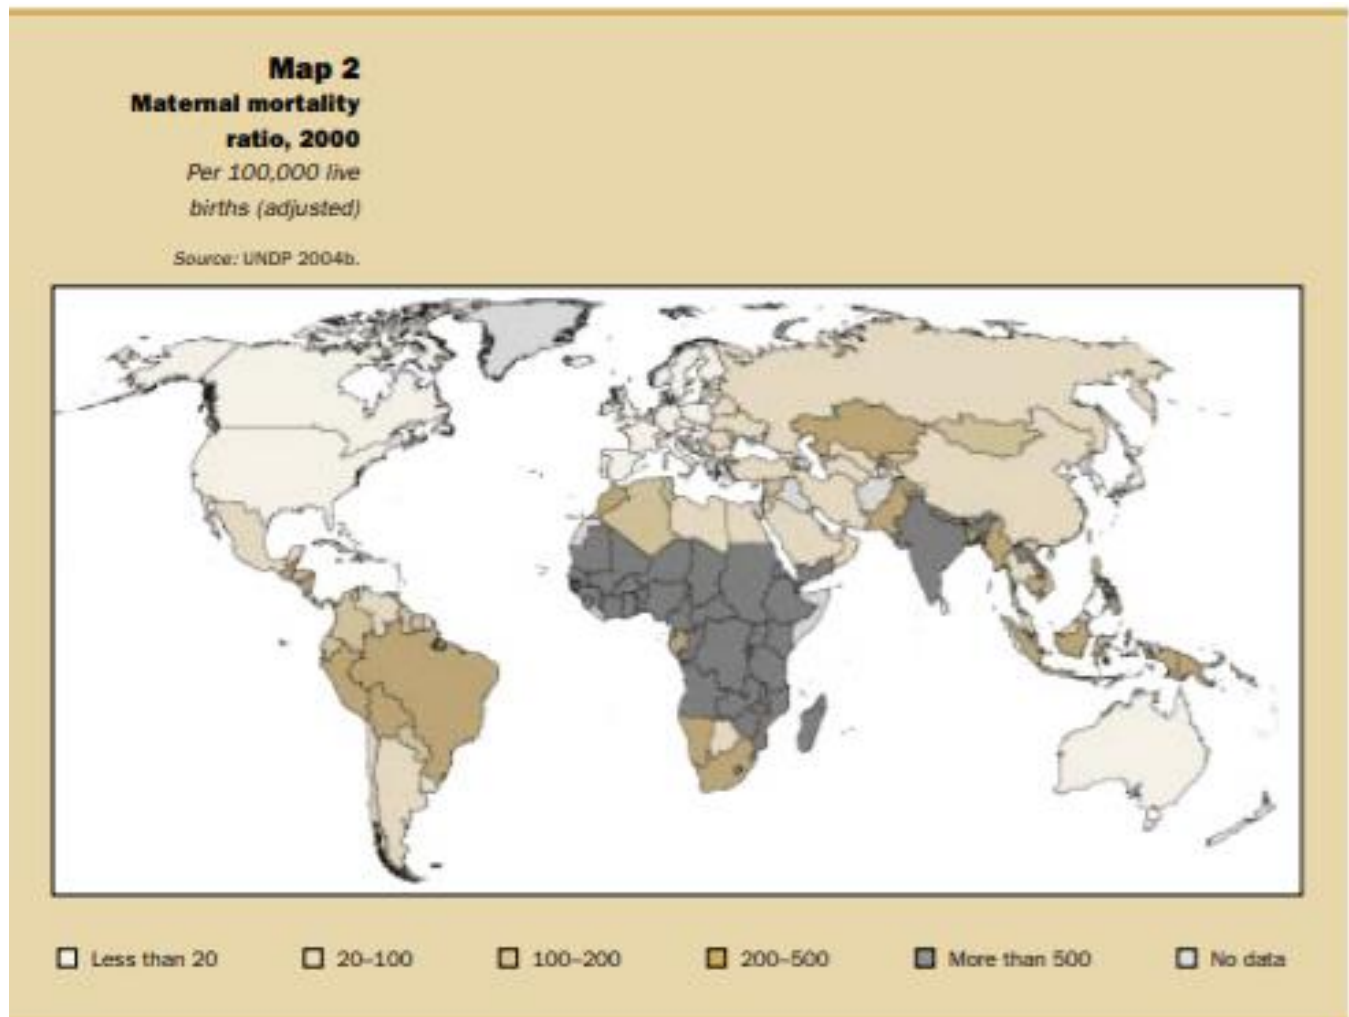 Map 2
Maternal mortality
ratio, 2000
Per 100,000 live
births (adjusted)
Source: UNDP 2004b.
Less than 20
20–100
100–200
200–500
More than 500
No data